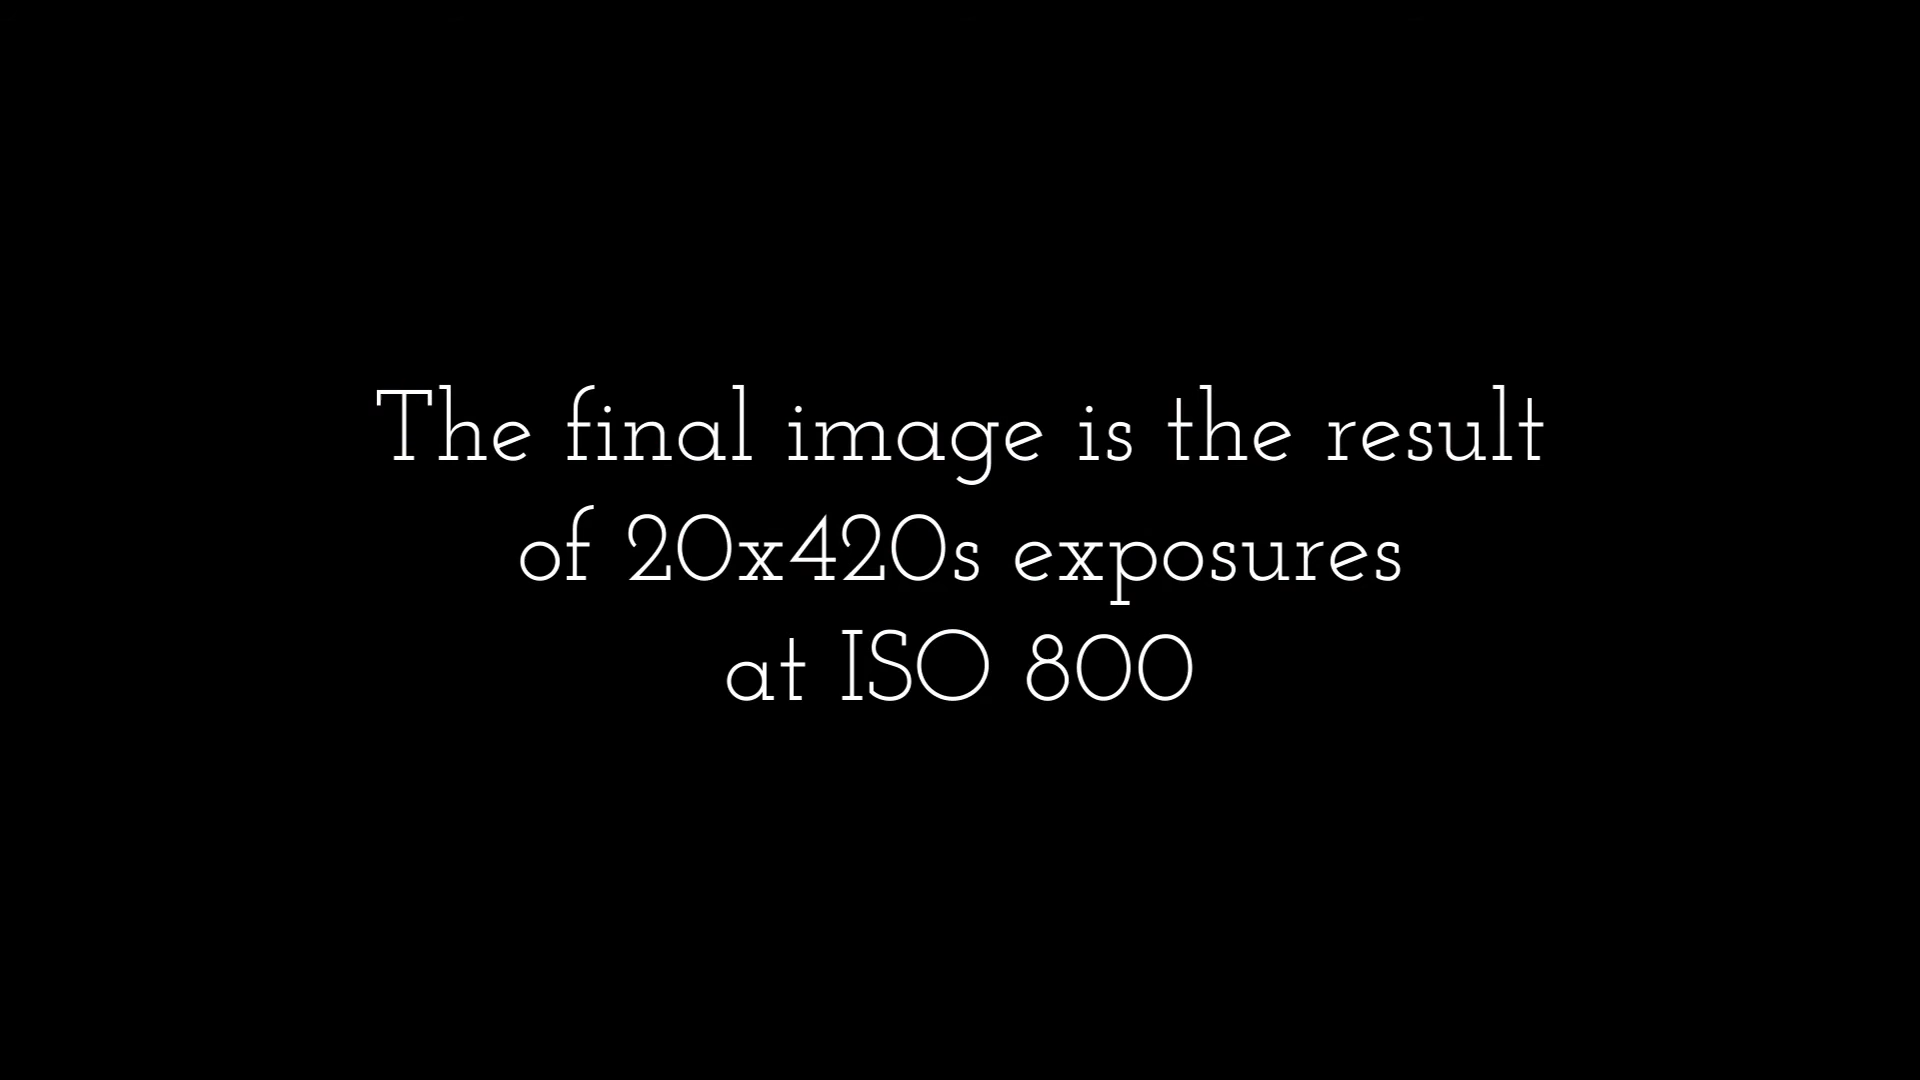 The final image is the result
of 20x420s exposures
at ISO 800